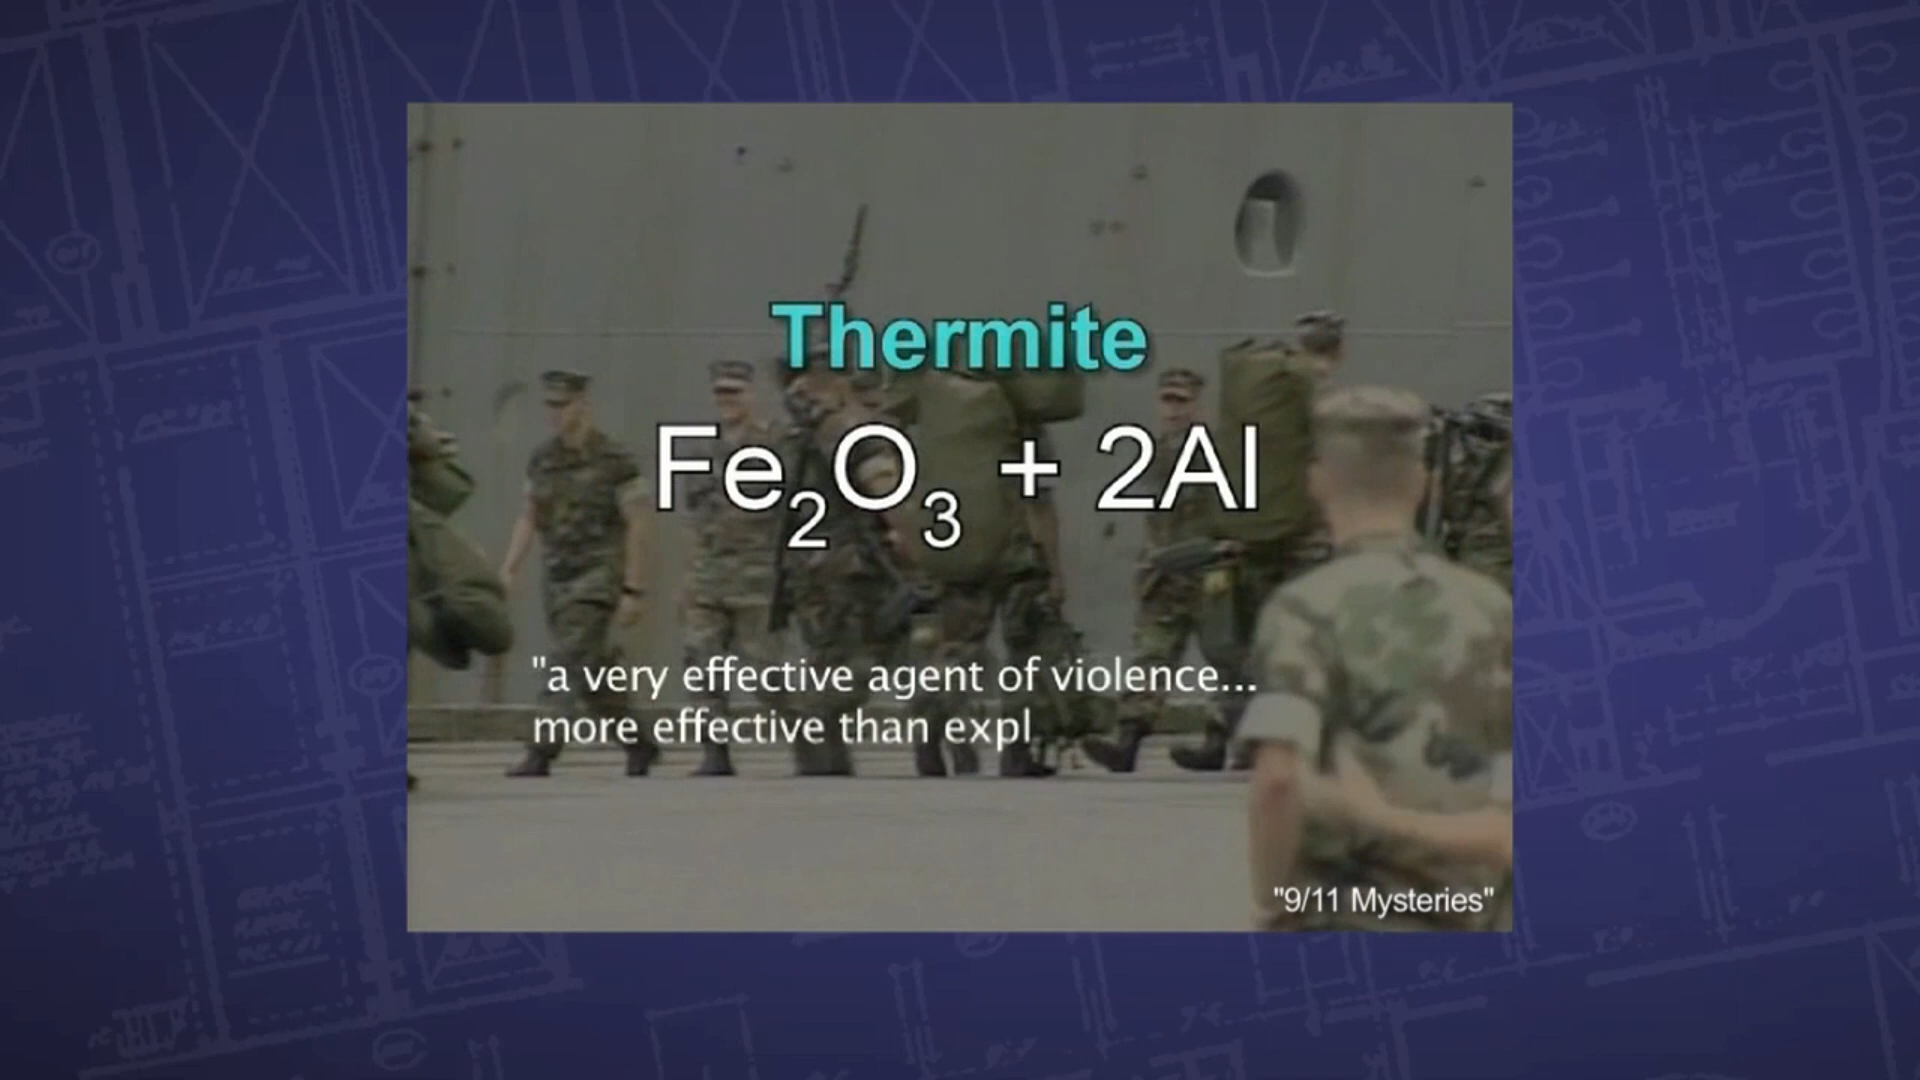 Thermite
Fe₂O₃ + 2Al
"a very effective agent of violence...
more effective than expl
"9/11 Mysteries"